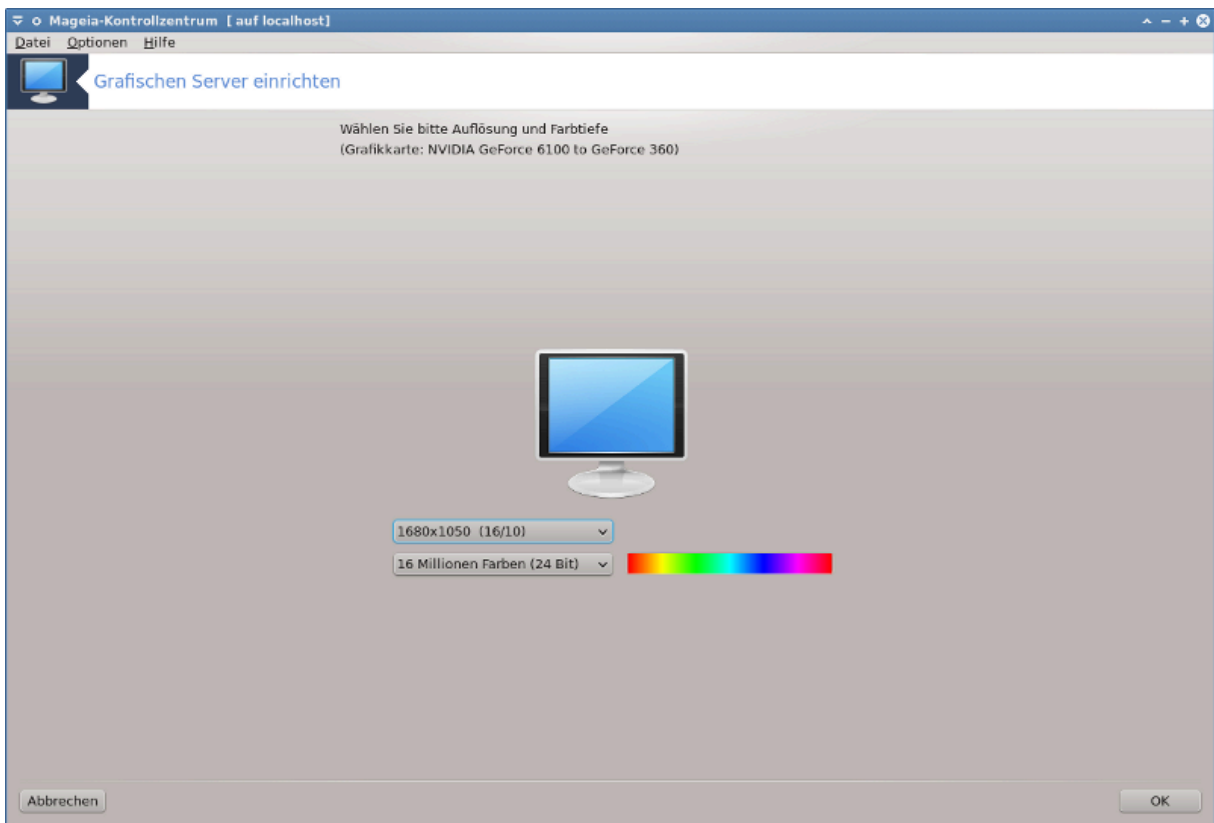 Mageia-Kontrollzentrum [ auf localhost]
Datei Optionen Hilfe
Grafischen Server einrichten
Wählen Sie bitte Auflösung und Farbtiefe
(Grafikkarte: NVIDIA GeForce 6100 to GeForce 360)
1680x1050 (16/10)
16 Millionen Farben (24 Bit)
Abbrechen OK